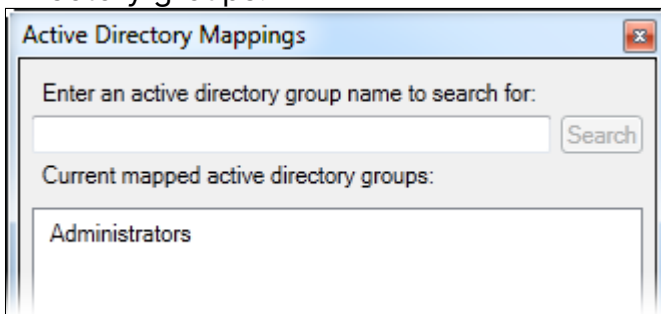 Active Directory Mappings
Enter an active directory group name to search for:
Search
Current mapped active directory groups:
Administrators